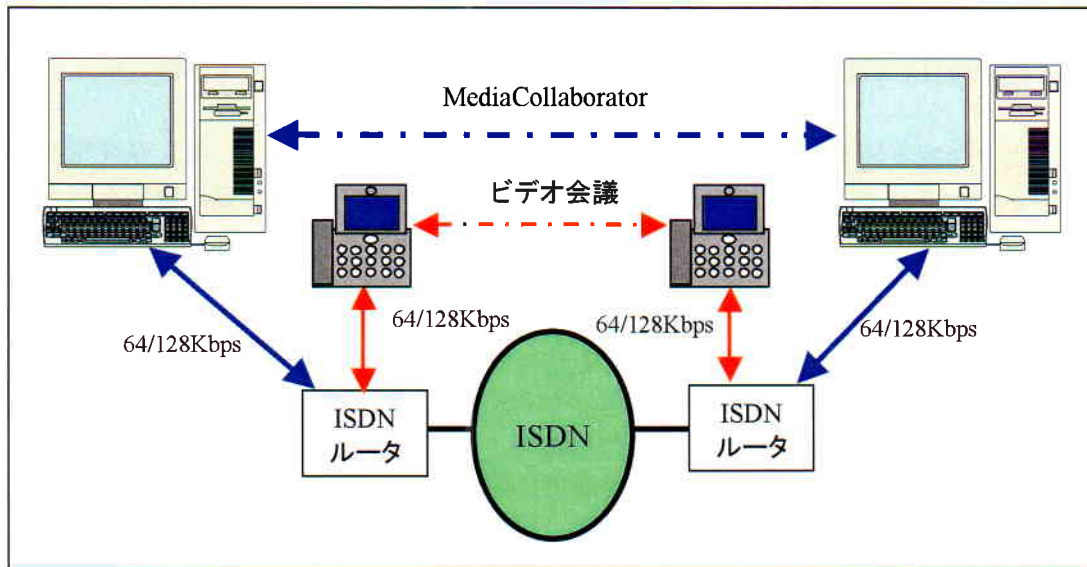 MediaCollaborator
ビデオ会議
64/128Kbps
64/128Kbps
64/128Kbps
64/128Kbps
ISDN
ルータ
ISDN
ISDN
ルータ